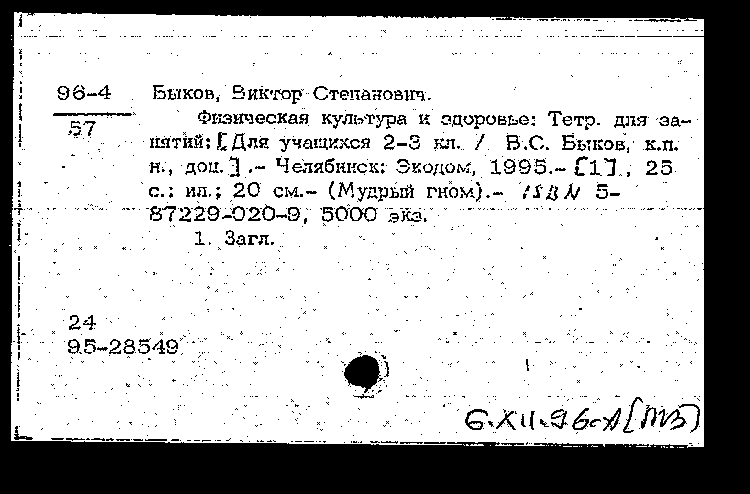 96-4 Быков, Виктор Степанович.
57 Физическая культура и здоровье: Тетр. для за-
нятий: [Для учащихся 2-3 кл. / В.С. Быков, к.п.
н., доц.] .- Челябинск: Экодом, 1995.- [1], 25
с.: ил.; 20 см.- (Мудрый гном).- ISBN 5-
87229-020-9, 5000 экз.
1. Загл.
24
95-28549
6.XII.96